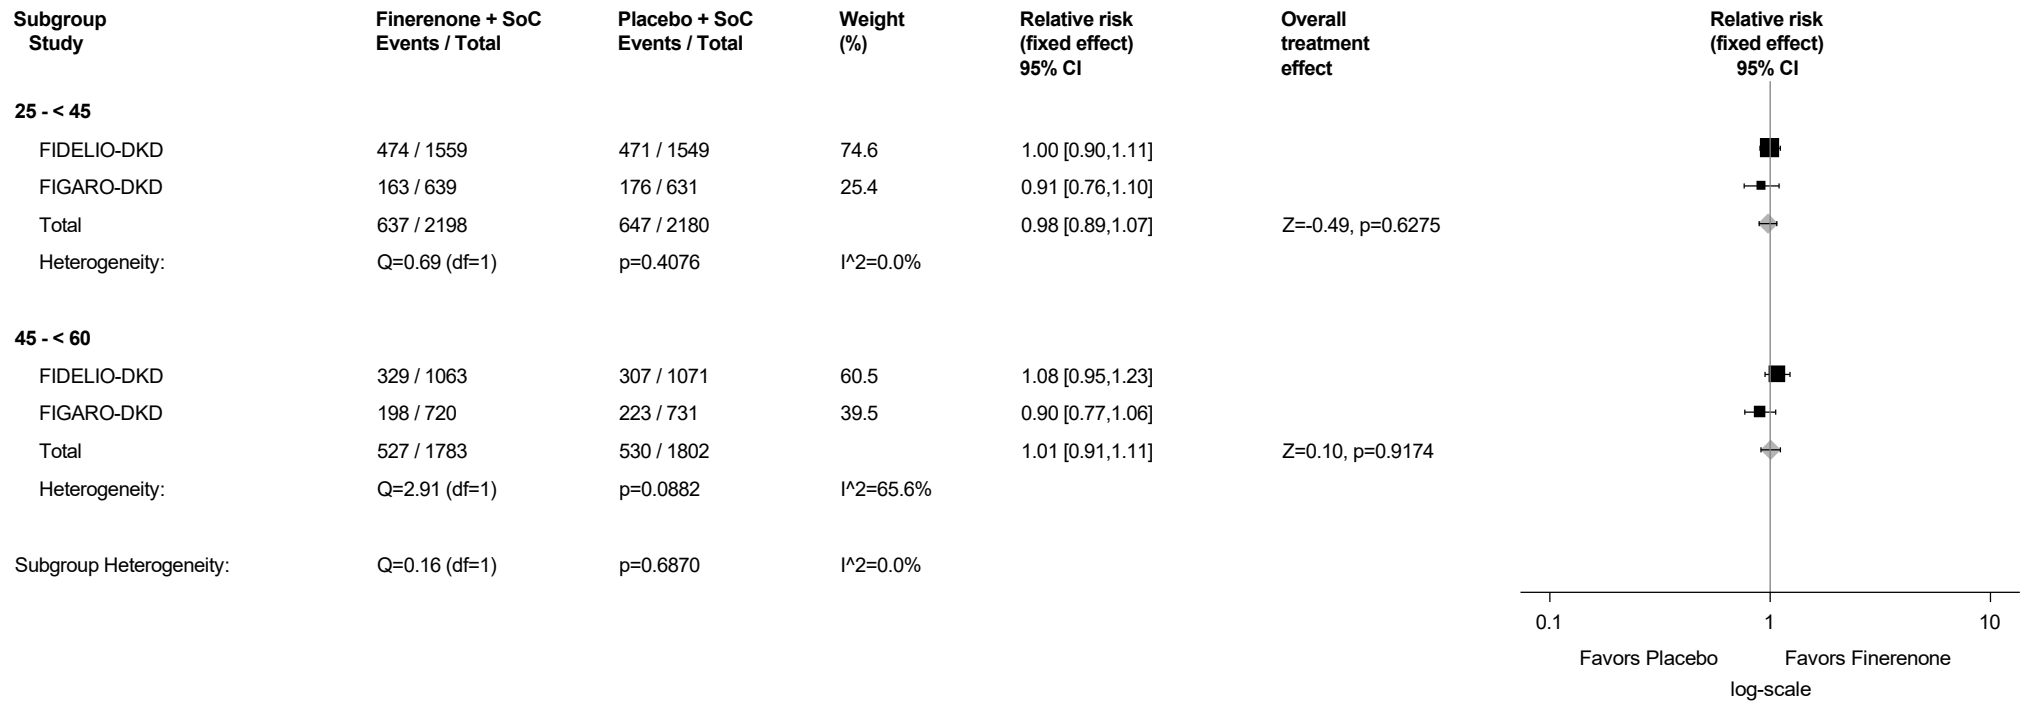 Subgroup Finerenone + SoC Placebo + SoC Weight Relative risk Overall Relative risk
Study Events / Total Events / Total (%) (fixed effect) treatment (fixed effect)
95% CI effect 95% CI
25 - < 45
FIDELIO-DKD 474 / 1559 471 / 1549 74.6 1.00 [0.90,1.11]
FIGARO-DKD 163 / 639 176 / 631 25.4 0.91 [0.76,1.10]
Total 637 / 2198 647 / 2180 0.98 [0.89,1.07] Z=-0.49, p=0.6275
Heterogeneity: Q=0.69 (df=1) p=0.4076 I^2=0.0%
45 - < 60
FIDELIO-DKD 329 / 1063 307 / 1071 60.5 1.08 [0.95,1.23]
FIGARO-DKD 198 / 720 223 / 731 39.5 0.90 [0.77,1.06]
Total 527 / 1783 530 / 1802 1.01 [0.91,1.11] Z=0.10, p=0.9174
Heterogeneity: Q=2.91 (df=1) p=0.0882 I^2=65.6%
Subgroup Heterogeneity: Q=0.16 (df=1) p=0.6870 I^2=0.0%
0.1 1 10
Favors Placebo Favors Finerenone
log-scale